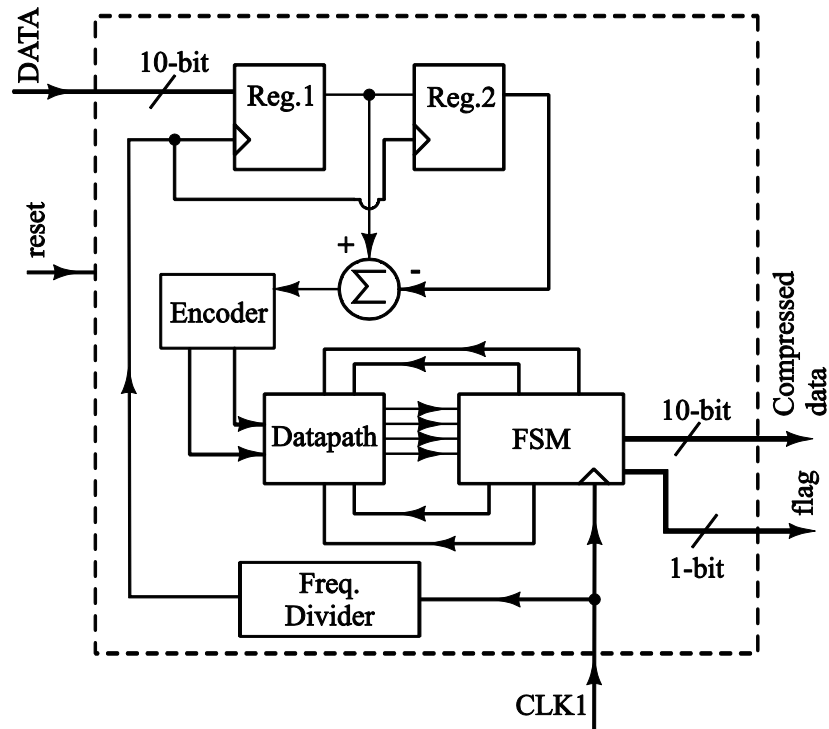 DATA
10-bit
Reg.1
Reg.2
reset
+
-
Σ
Encoder
Datapath
FSM
10-bit
Compressed
data
flag
1-bit
Freq.
Divider
CLK1